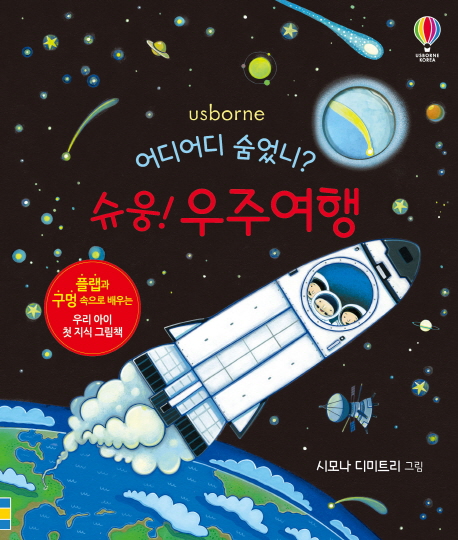 USBORNE
KOREA
usborne
어디어디 숨었니?
슈웅! 우주여행
플랩과
구멍 속으로 배우는
우리 아이
첫 지식 그림책
시모나 디미트리 그림